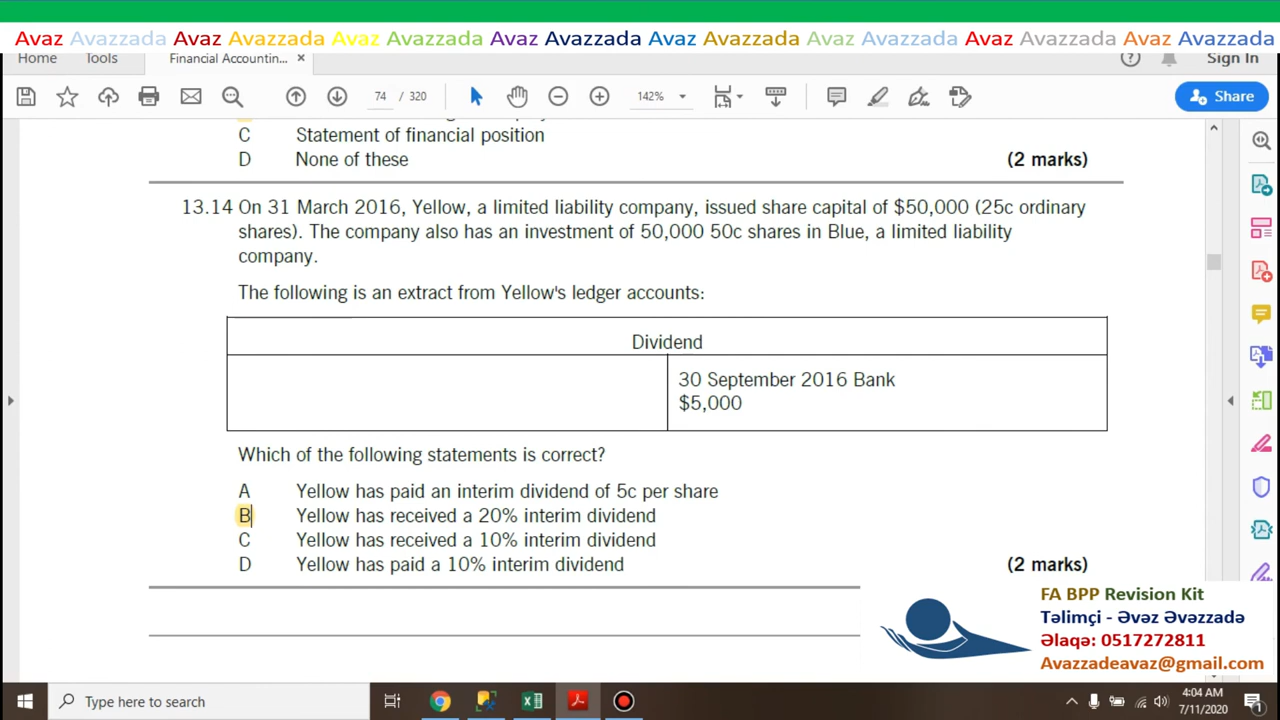 Avaz Avazzada Avaz Avazzada Avaz Avazzada Avaz Avazzada Avaz Avazzada Avaz Avazzada Avaz Avazzada Avaz Avazzada
Home Tools Financial Accountin... × Sign In
74 / 320 142% Share
C Statement of financial position
D None of these (2 marks)
13.14 On 31 March 2016, Yellow, a limited liability company, issued share capital of $50,000 (25c ordinary
shares). The company also has an investment of 50,000 50c shares in Blue, a limited liability
company.
The following is an extract from Yellow's ledger accounts:
Dividend
30 September 2016 Bank
$5,000
Which of the following statements is correct?
A Yellow has paid an interim dividend of 5c per share
B Yellow has received a 20% interim dividend
C Yellow has received a 10% interim dividend
D Yellow has paid a 10% interim dividend (2 marks)
FA BPP Revision Kit
Təlimçi - Əvəz Əvəzzadə
Əlaqə: 0517272811
Avazzadeavaz@gmail.com
Type here to search
4:04 AM
7/11/2020
1